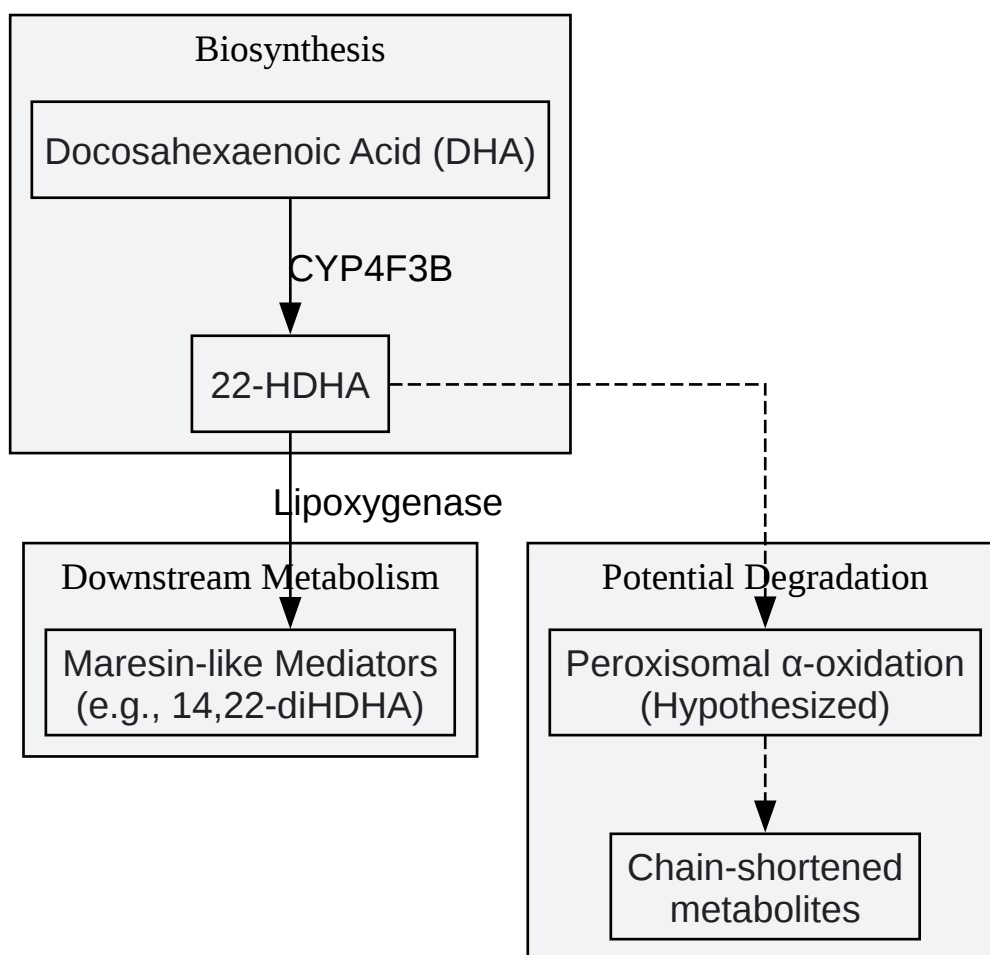 Biosynthesis
Docosahexaenoic Acid (DHA)
CYP4F3B
22-HDHA
Lipoxygenase
Downstream Metabolism
Maresin-like Mediators
(e.g., 14,22-diHDHA)
Potential Degradation
Peroxisomal α-oxidation
(Hypothesized)
Chain-shortened
metabolites